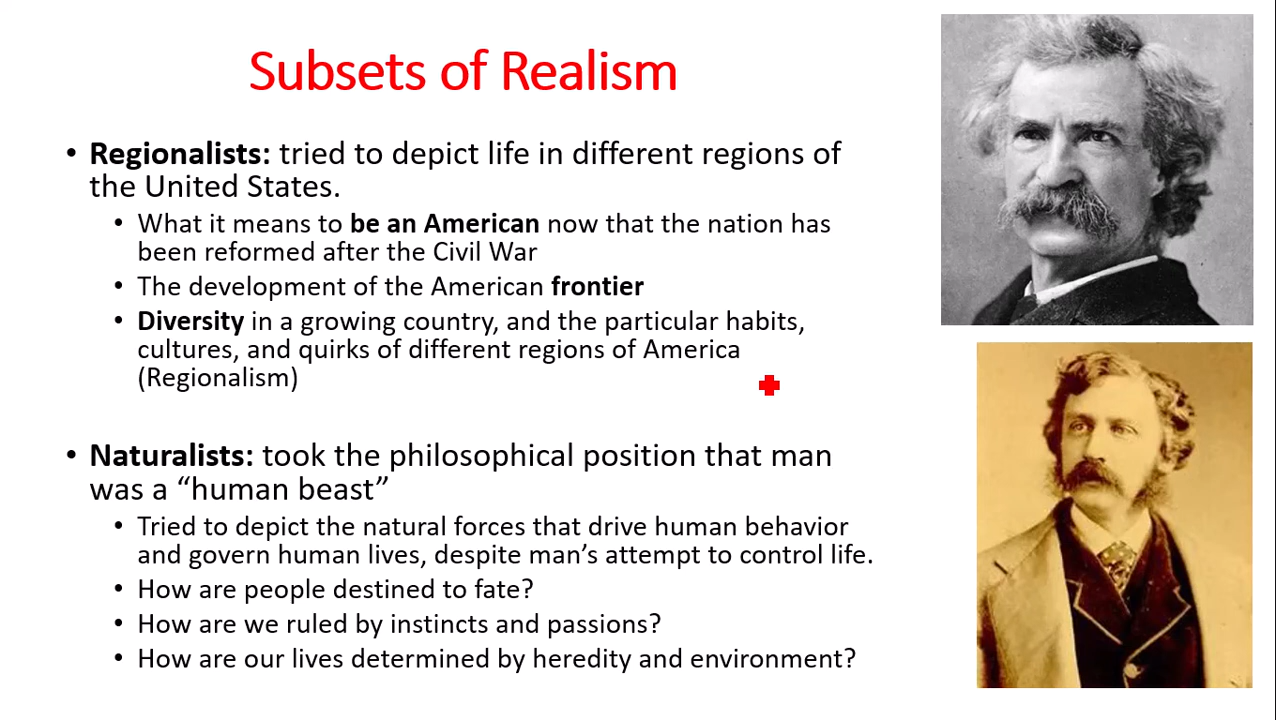 Subsets of Realism
• Regionalists: tried to depict life in different regions of
the United States.
• What it means to be an American now that the nation has
been reformed after the Civil War
• The development of the American frontier
• Diversity in a growing country, and the particular habits,
cultures, and quirks of different regions of America
(Regionalism)
• Naturalists: took the philosophical position that man
was a “human beast”
• Tried to depict the natural forces that drive human behavior
and govern human lives, despite man’s attempt to control life.
• How are people destined to fate?
• How are we ruled by instincts and passions?
• How are our lives determined by heredity and environment?